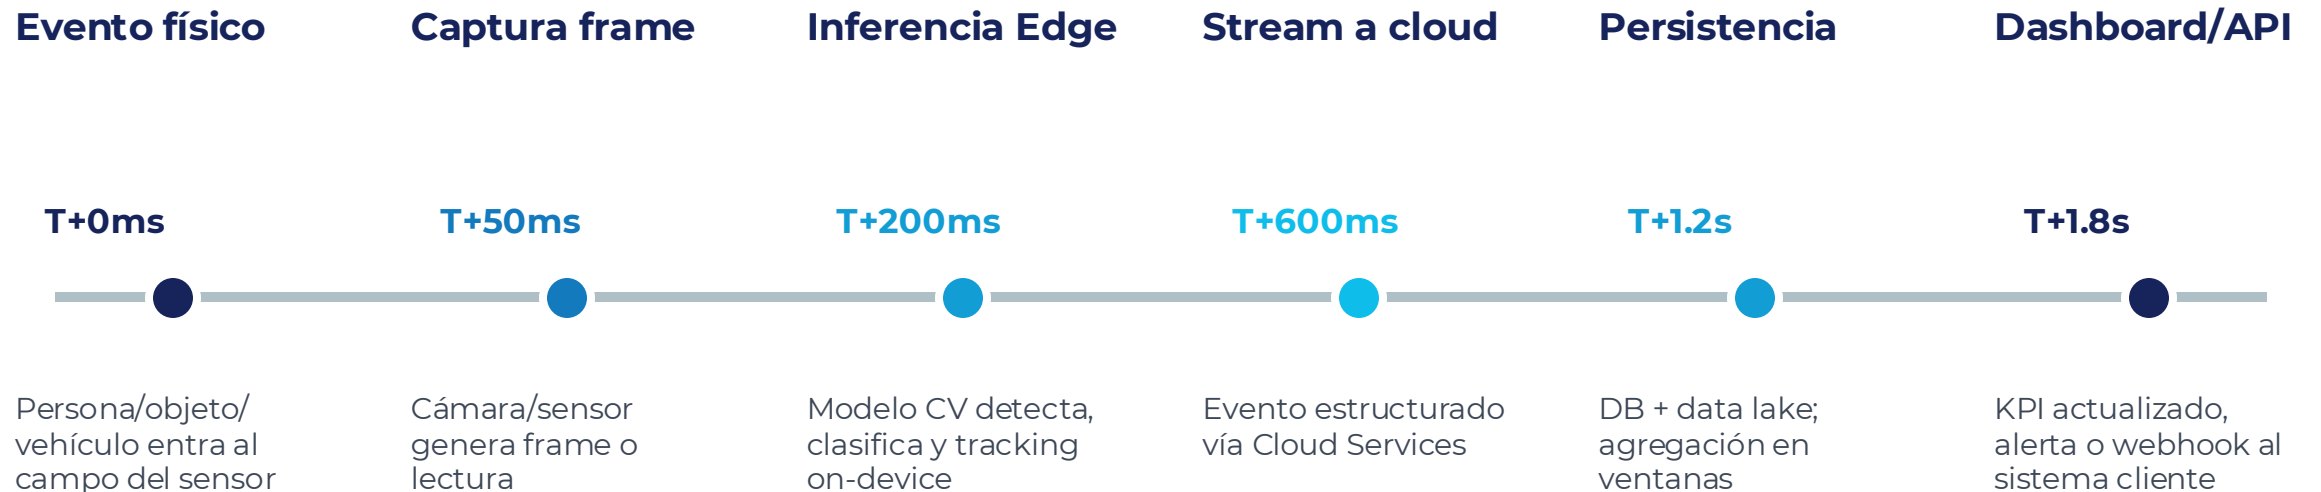 Evento físico
Captura frame
Inferencia Edge
Stream a cloud
Persistencia
Dashboard/API
T+0ms
T+50ms
T+200ms
T+600ms
T+1.2s
T+1.8s
Persona/objeto/
vehículo entra al
campo del sensor
Cámara/sensor
genera frame o
lectura
Modelo CV detecta,
clasifica y tracking
on-device
Evento estructurado
vía Cloud Services
DB + data lake;
agregación en
ventanas
KPI actualizado,
alerta o webhook al
sistema cliente